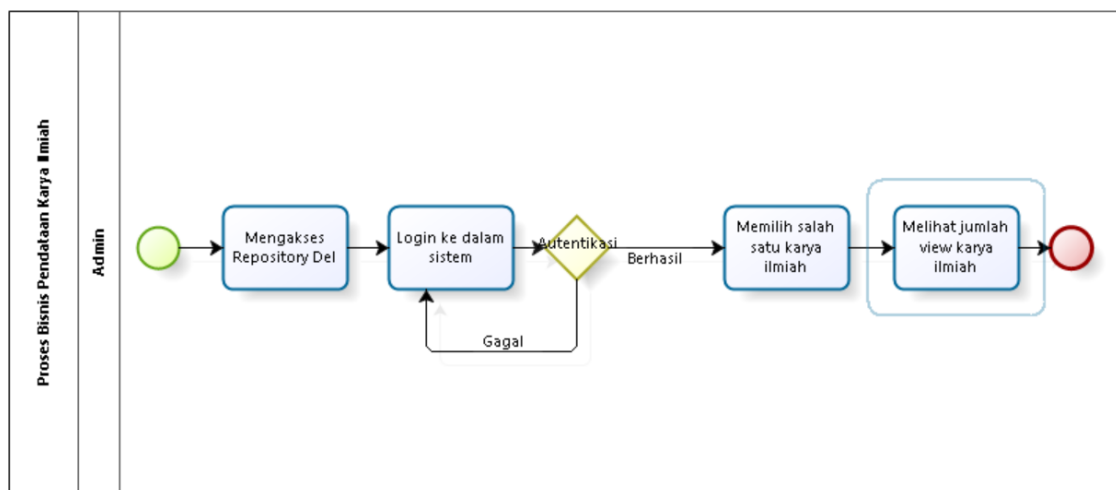 Proses Bisnis Pendataan Karya Ilmiah
Admin
Mengakses
Repository Del
Login ke dalam
sistem
Autentikasi
Berhasil
Gagal
Memilih salah
satu karya
ilmiah
Melihat jumlah
view karya
ilmiah